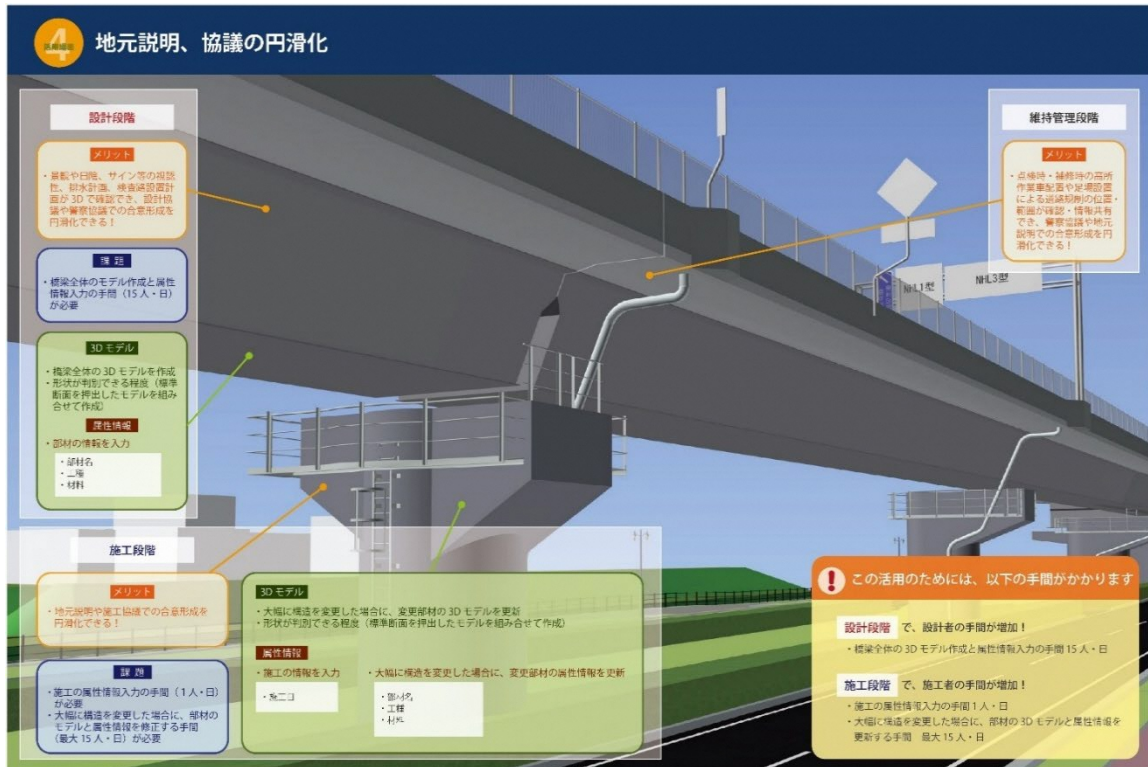 4
地元説明、協議の円滑化
設計段階
メリット
・景観や日陰、サイン等の視認
性、排水計画、検査路設置計
画が3Dで確認でき、設計協
議や警察協議での合意形成を
円滑化できる！
課題
・橋梁全体のモデル作成と属性
情報入力の手間（15人・日）
が必要
3Dモデル
・橋梁全体の3Dモデルを作成
・形状が判別できる程度（標準
断面を押出したモデルを組み
合せて作成）
属性情報
・部材の情報を入力
・部材名
・工種
・材料
維持管理段階
メリット
・点検時・補修時の高所
作業車配置や足場設置
による道路規制の位置・
範囲が確認・情報共有
でき、警察協議や地元
説明での合意形成を円
滑化できる！
NHL1型
NHL3型
施工段階
メリット
・地元説明や施工協議での合意形成を
円滑化できる！
課題
・施工の属性情報入力の手間（1人・日）
が必要
・大幅に構造を変更した場合に、部材の
モデルと属性情報を修正する手間
（最大15人・日）が必要
3Dモデル
・大幅に構造を変更した場合に、変更部材の3Dモデルを更新
・形状が判別できる程度（標準断面を押出したモデルを組み合せて作成）
属性情報
・施工の情報を入力
・施工日
・大幅に構造を変更した場合に、変更部材の属性情報を更新
・部材名
・工種
・材料
この活用のためには、以下の手間がかかります
設計段階 で、設計者の手間が増加！
・橋梁全体の3Dモデル作成と属性情報入力の手間15人・日
施工段階 で、施工者の手間が増加！
・施工の属性情報入力の手間1人・日
・大幅に構造を変更した場合に、部材の3Dモデルと属性情報を
更新する手間 最大15人・日